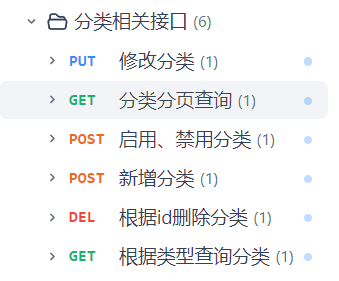 分类相关接口 (6)
PUT 修改分类 (1)
GET 分类分页查询 (1)
POST 启用、禁用分类 (1)
POST 新增分类 (1)
DEL 根据id删除分类 (1)
GET 根据类型查询分类 (1)